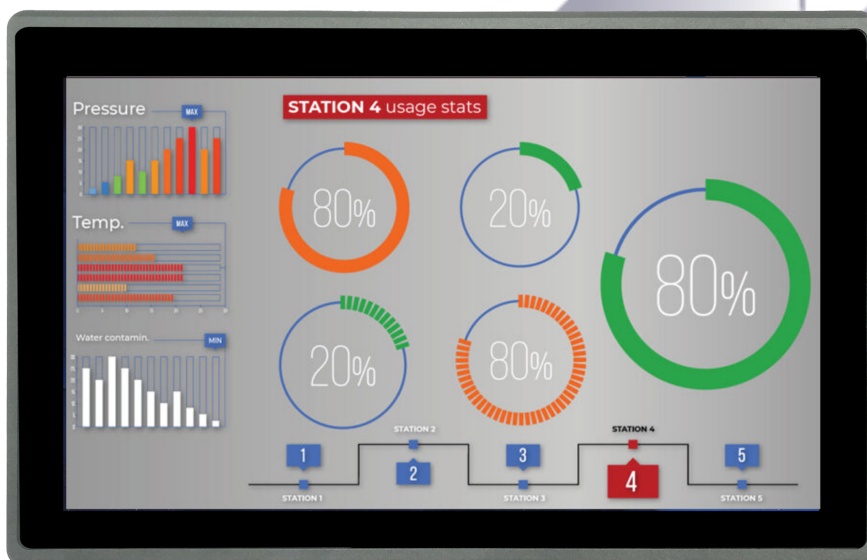 Pressure
MAX
Temp.
MAX
Water contamin.
MIN
STATION 4 usage stats
80%
20%
80%
20%
80%
STATION 2
STATION 4
1
3
5
2
4
STATION 1
STATION 3
STATION 5